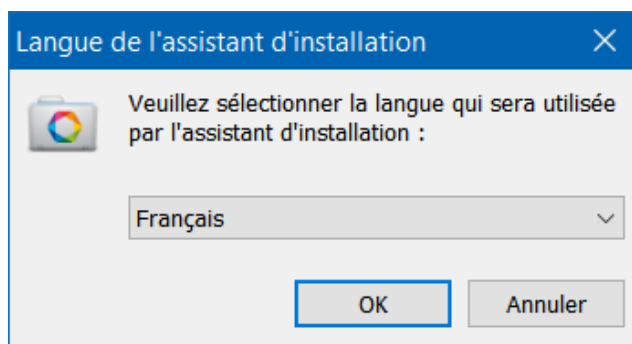 Langue de l'assistant d'installation
Veuillez sélectionner la langue qui sera utilisée
par l'assistant d'installation :
Français
OK
Annuler